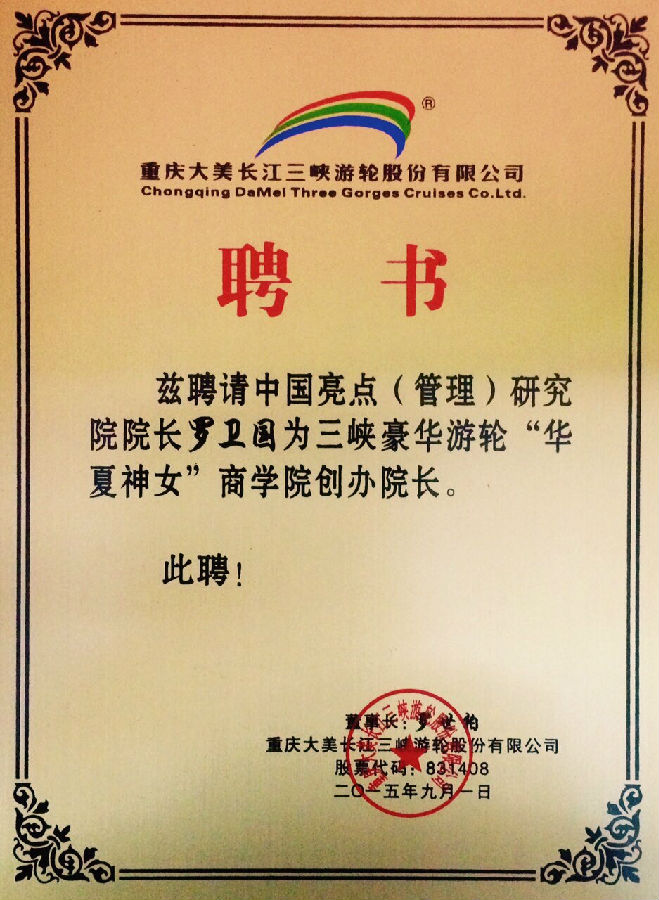 ®
重庆大美长江三峡游轮股份有限公司
Chongqing DaMei Three Gorges Cruises Co.Ltd.
聘 书
兹聘请中国亮点（管理）研究
院院长罗卫国为三峡豪华游轮“华
夏神女”商学院创办院长。
此聘！
董事长：罗
重庆大美长江三峡游轮股份有限公司
股票代码：831408
二〇一五年九月一日